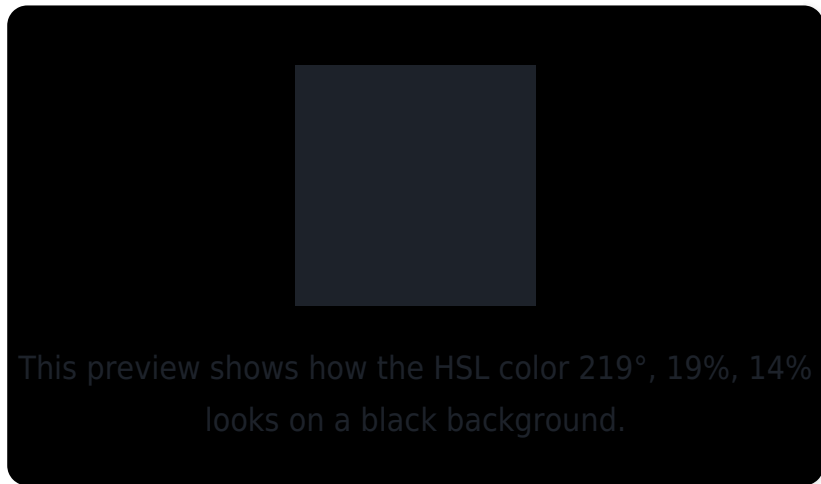 This preview shows how the HSL color 219°, 19%, 14%
looks on a black background.